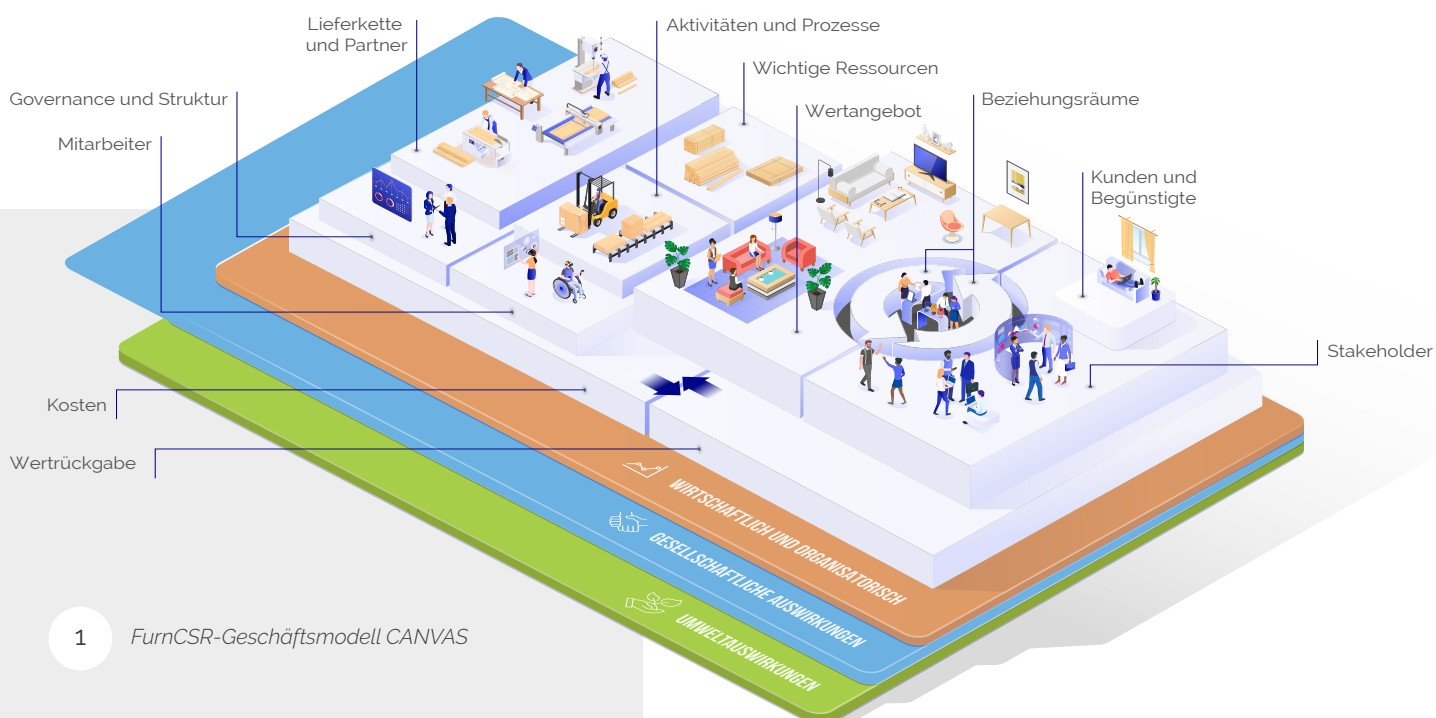 Lieferkette
und Partner
Aktivitäten und Prozesse
Wichtige Ressourcen
Governance und Struktur
Beziehungsräume
Wertangebot
Mitarbeiter
Kunden und
Begünstigte
Stakeholder
Kosten
Wertrückgabe
WIRTSCHAFTLICH UND ORGANISATORISCH
GESELLSCHAFTLICHE AUSWIRKUNGEN
UMWELTAUSWIRKUNGEN
1 FurnCSR-Geschäftsmodell CANVAS